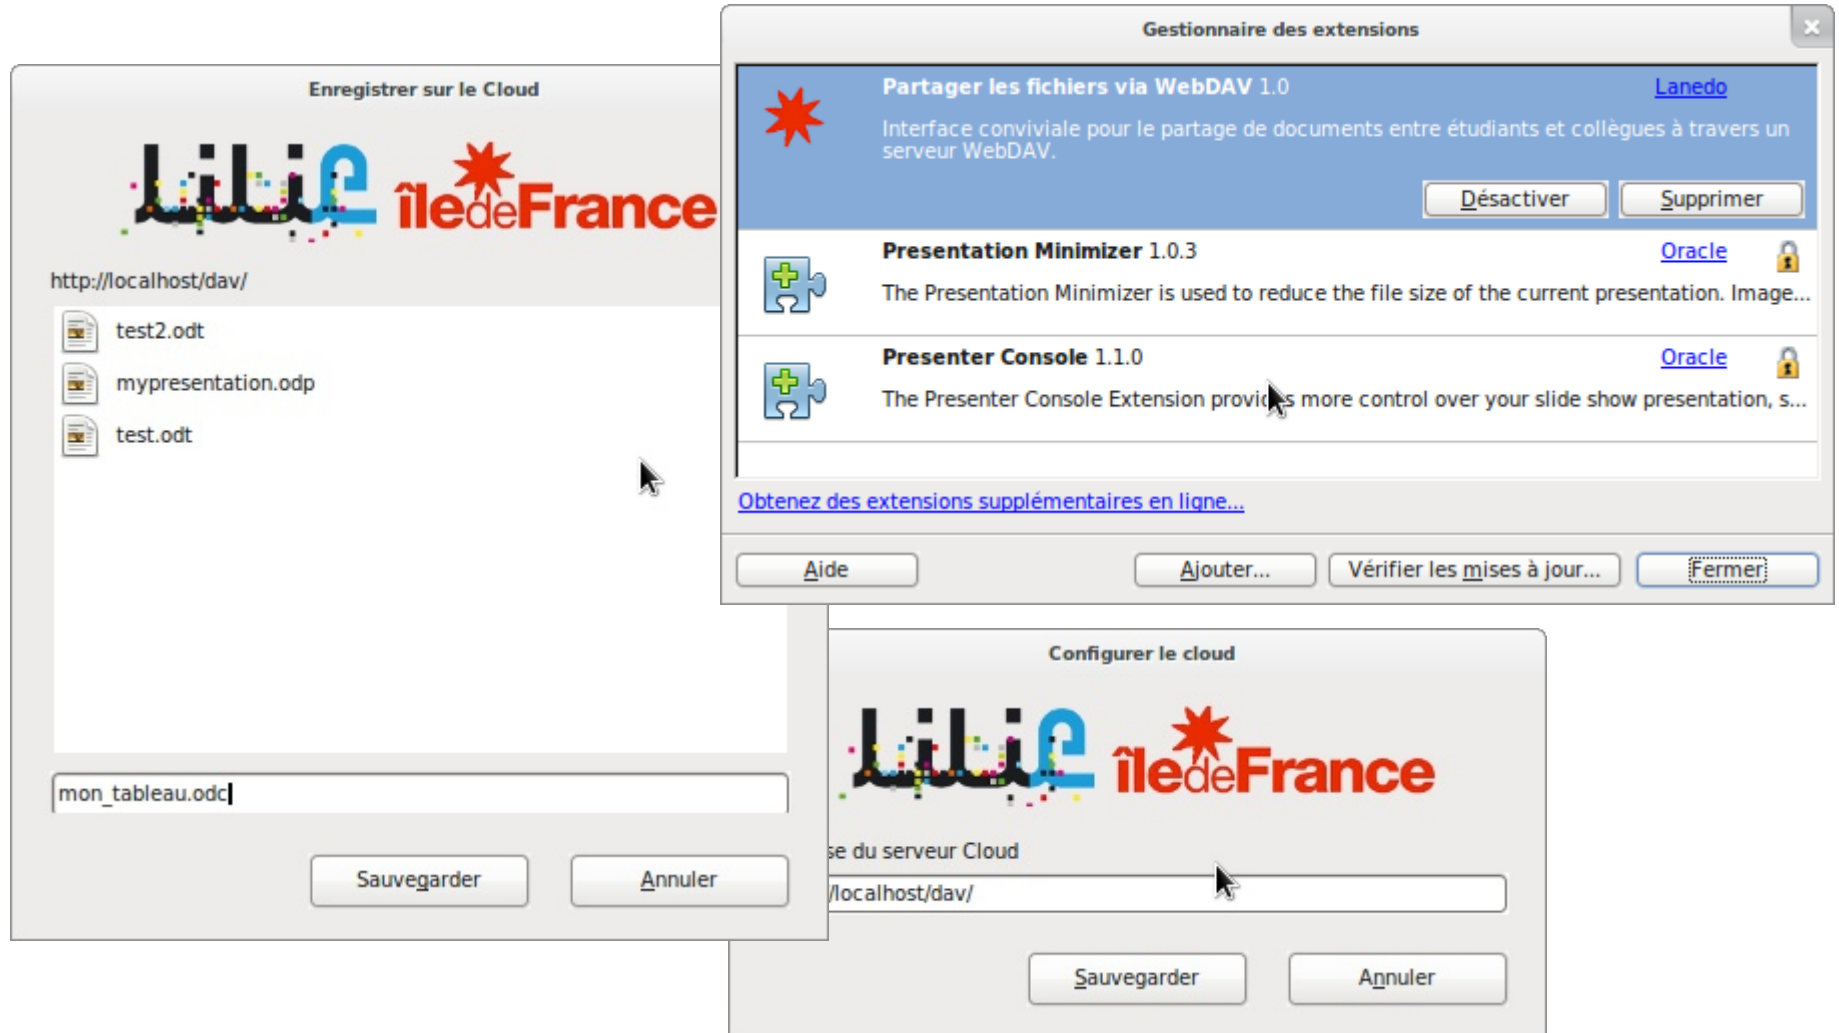 Enregistrer sur le Cloud
LiLiE
îledeFrance
http://localhost/dav/
test2.odt
mypresentation.odp
test.odt
mon_tableau.odc
Sauvegarder
Annuler
Gestionnaire des extensions
Partager les fichiers via WebDAV 1.0 Lanedo
Interface conviviale pour le partage de documents entre étudiants et collègues à travers un
serveur WebDAV.
Désactiver
Supprimer
Presentation Minimizer 1.0.3 Oracle
The Presentation Minimizer is used to reduce the file size of the current presentation. Image...
Presenter Console 1.1.0 Oracle
The Presenter Console Extension provides more control over your slide show presentation, s...
Obtenez des extensions supplémentaires en ligne...
Aide
Ajouter...
Vérifier les mises à jour...
Fermer
Configurer le cloud
LiLiE
îledeFrance
se du serveur Cloud
/localhost/dav/
Sauvegarder
Annuler